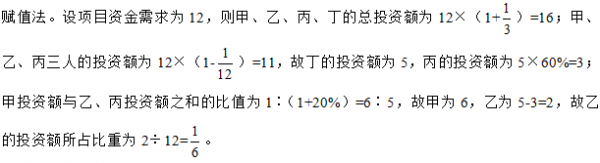 赋值法。设项目资金需求为 12，则甲、乙、丙、丁的总投资额为 12×（1+1/3）=16；甲、
乙、丙三人的投资额为 12×（1-1/12）=11，故丁的投资额为 5，丙的投资额为 5×60%=3；
甲投资额与乙、丙投资额之和的比值为 1∶（1+20%）=6∶5，故甲为 6，乙为 5-3=2，故乙
的投资额所占比重为 2÷12=1/6。